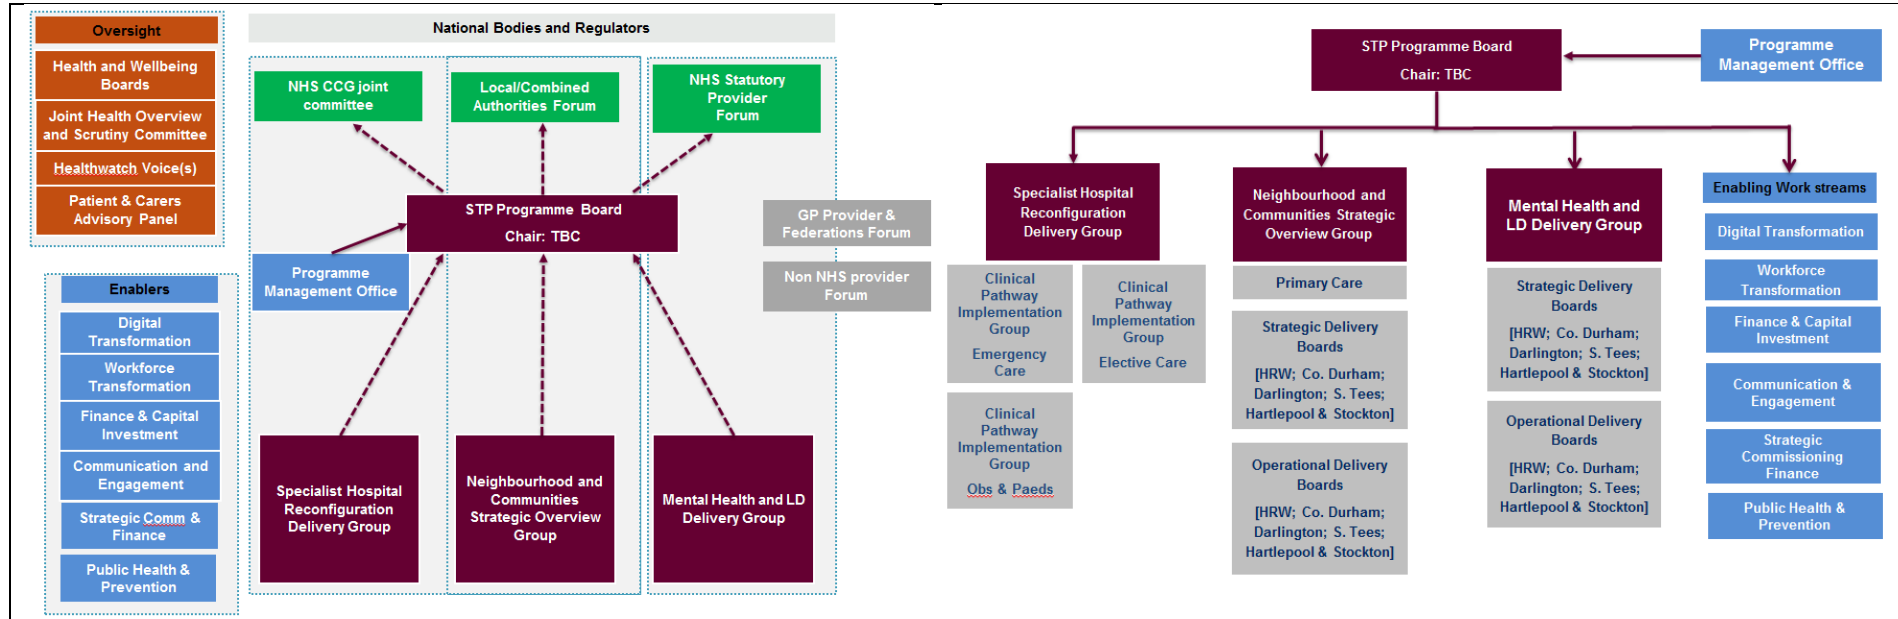 Oversight
Health and Wellbeing
Boards
Joint Health Overview
and Scrutiny Committee
Healthwatch Voice(s)
Patient & Carers
Advisory Panel
Enablers
Digital
Transformation
Workforce
Transformation
Finance & Capital
Investment
Communication and
Engagement
Strategic Comm &
Finance
Public Health &
Prevention
National Bodies and Regulators
NHS CCG joint
committee
Local/Combined
Authorities Forum
NHS Statutory
Provider
Forum
STP Programme Board
Chair: TBC
GP Provider &
Federations Forum
Non NHS provider
Forum
Programme
Management Office
Specialist Hospital
Reconfiguration
Delivery Group
Neighbourhood and
Communities
Strategic Overview
Group
Mental Health and LD
Delivery Group
STP Programme Board
Chair: TBC
Programme
Management Office
Specialist Hospital
Reconfiguration
Delivery Group
Clinical
Pathway
Implementation
Group
Emergency
Care
Clinical
Pathway
Implementation
Group
Elective Care
Clinical
Pathway
Implementation
Group
Obs & Paeds
Neighbourhood and
Communities Strategic
Overview Group
Primary Care
Strategic Delivery
Boards
[HRW; Co. Durham;
Darlington; S. Tees;
Hartlepool & Stockton]
Operational Delivery
Boards
[HRW; Co. Durham;
Darlington; S. Tees;
Hartlepool & Stockton]
Mental Health and
LD Delivery Group
Strategic Delivery
Boards
[HRW; Co. Durham;
Darlington; S. Tees;
Hartlepool & Stockton]
Operational Delivery
Boards
[HRW; Co. Durham;
Darlington; S. Tees;
Hartlepool & Stockton]
Enabling Work streams
Digital Transformation
Workforce
Transformation
Finance & Capital
Investment
Communication &
Engagement
Strategic
Commissioning
Finance
Public Health &
Prevention